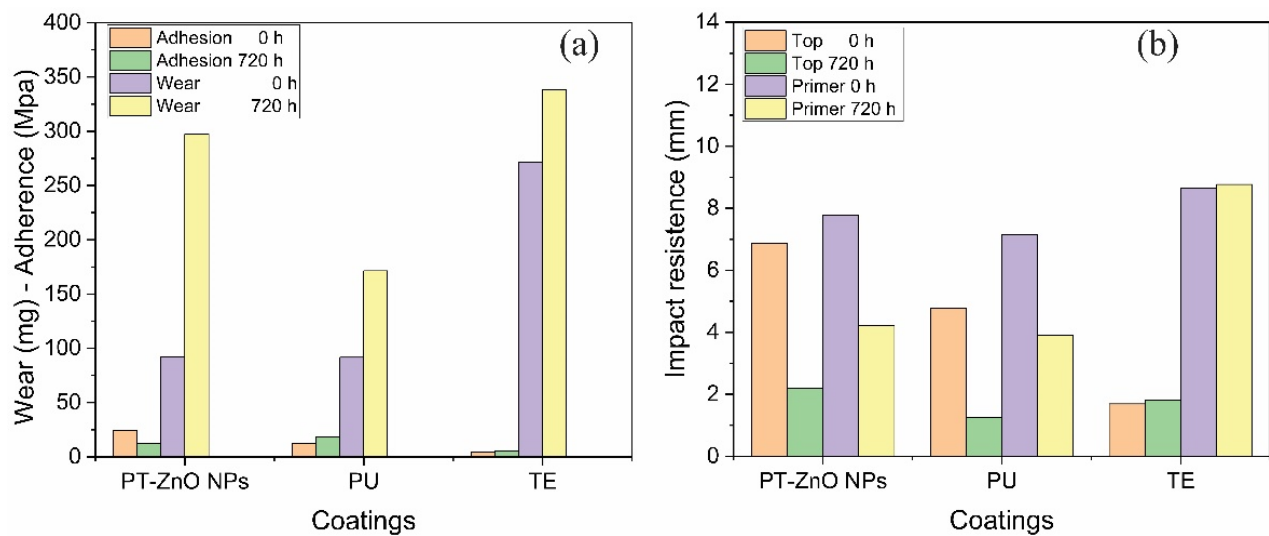 (a)
Adhesion 0 h
Adhesion 720 h
Wear 0 h
Wear 720 h
400
350
300
250
200
150
100
50
0
Wear (mg) - Adherence (Mpa)
PT-ZnO NPs PU TE
Coatings
(b)
Top 0 h
Top 720 h
Primer 0 h
Primer 720 h
14
12
10
8
6
4
2
0
Impact resistence (mm)
PT-ZnO NPs PU TE
Coatings